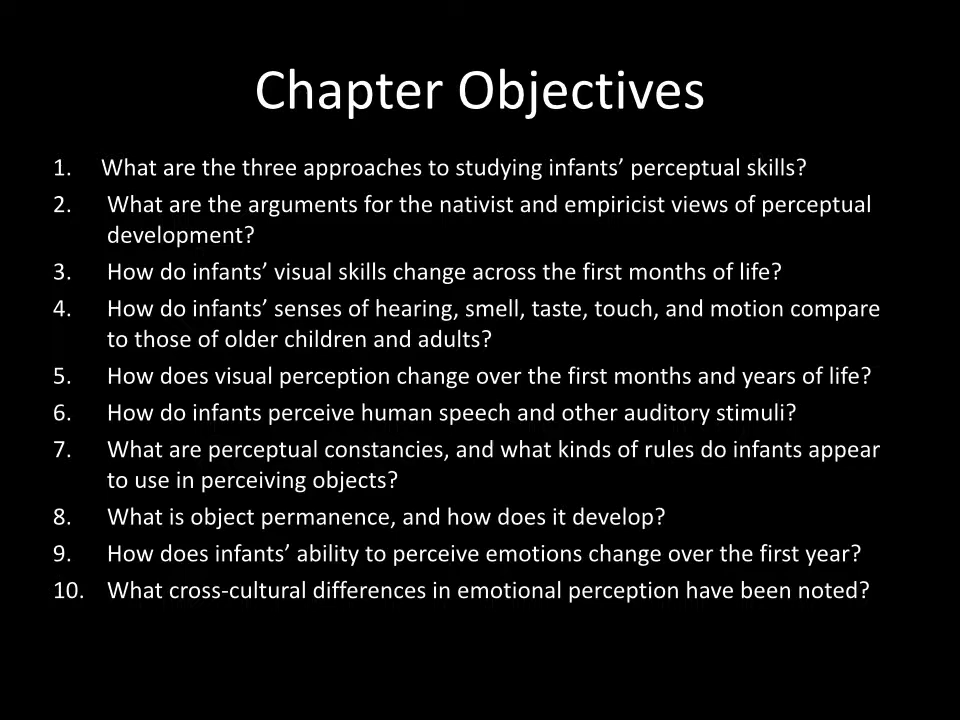 Chapter Objectives
1. What are the three approaches to studying infants’ perceptual skills?
2. What are the arguments for the nativist and empiricist views of perceptual
development?
3. How do infants’ visual skills change across the first months of life?
4. How do infants’ senses of hearing, smell, taste, touch, and motion compare
to those of older children and adults?
5. How does visual perception change over the first months and years of life?
6. How do infants perceive human speech and other auditory stimuli?
7. What are perceptual constancies, and what kinds of rules do infants appear
to use in perceiving objects?
8. What is object permanence, and how does it develop?
9. How does infants’ ability to perceive emotions change over the first year?
10. What cross-cultural differences in emotional perception have been noted?